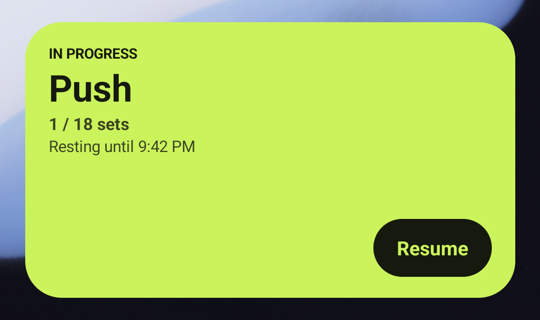 IN PROGRESS
Push
1 / 18 sets
Resting until 9:42 PM
Resume